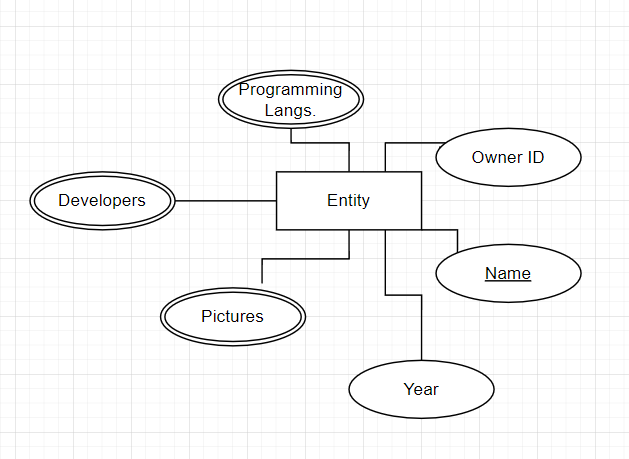 Programming
Langs.
Owner ID
Developers
Entity
Name
Pictures
Year